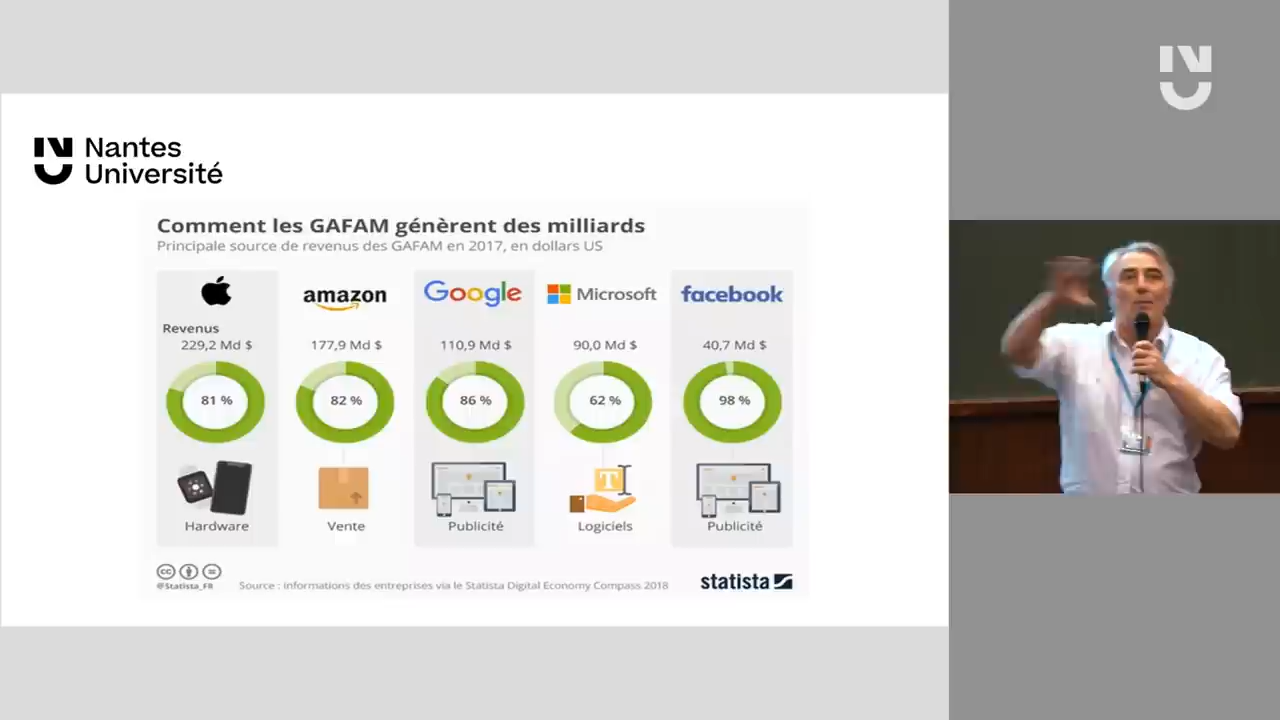 Nantes
Université
Comment les GAFAM génèrent des milliards
Principale source de revenus des GAFAM en 2017, en dollars US
amazon
Google
Microsoft
facebook
Revenus
229,2 Md $
177,9 Md $
110,9 Md $
90,0 Md $
40,7 Md $
81 %
82 %
86 %
62 %
98 %
T
Hardware
Vente
Publicité
Logiciels
Publicité
@Statista_FR
Source : informations des entreprises via le Statista Digital Economy Compass 2018
statista